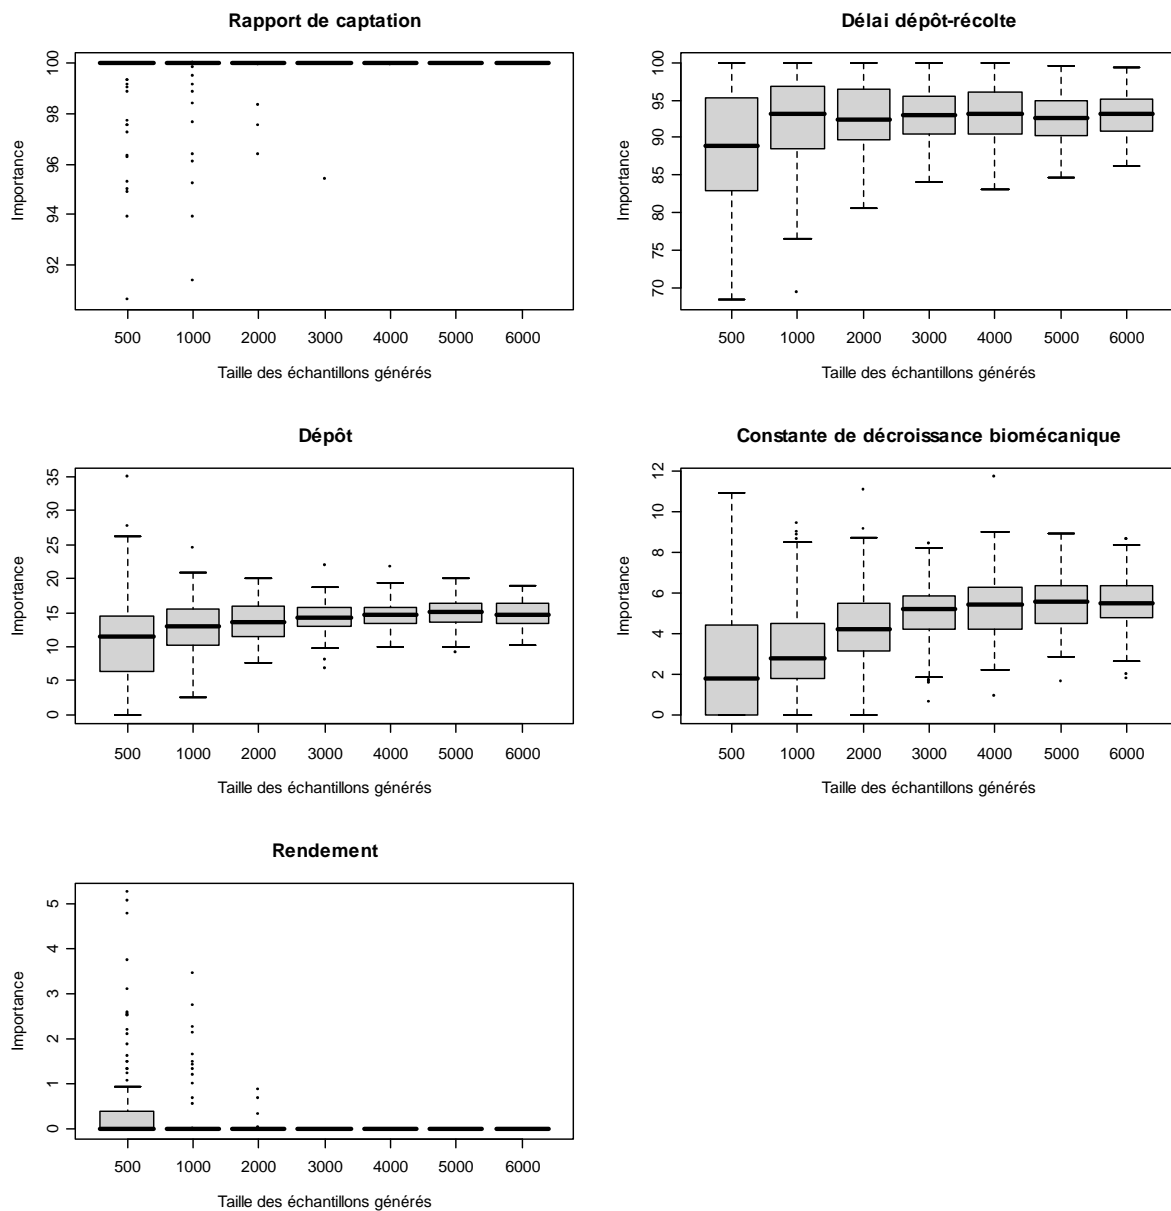 Rapport de captation
Importance
92 94 96 98 100
500 1000 2000 3000 4000 5000 6000
Taille des échantillons générés
Délai dépôt-récolte
Importance
70 75 80 85 90 95 100
500 1000 2000 3000 4000 5000 6000
Taille des échantillons générés
Dépôt
Importance
0 5 10 15 20 25 30 35
500 1000 2000 3000 4000 5000 6000
Taille des échantillons générés
Constante de décroissance biomécanique
Importance
0 2 4 6 8 10 12
500 1000 2000 3000 4000 5000 6000
Taille des échantillons générés
Rendement
Importance
0 1 2 3 4 5
500 1000 2000 3000 4000 5000 6000
Taille des échantillons générés